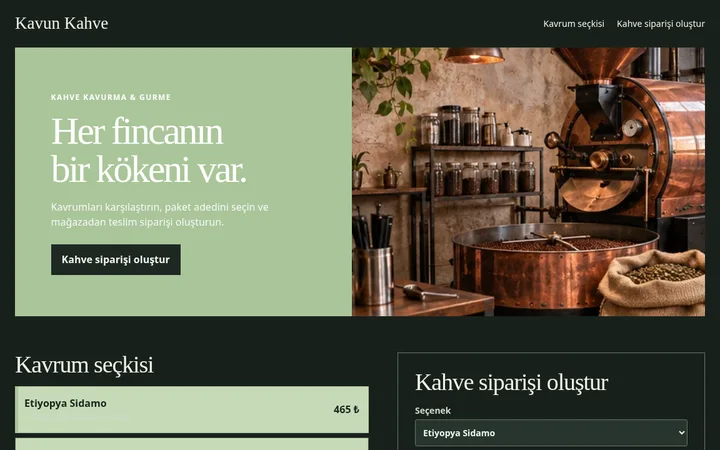 Kavun Kahve
Kavrum seçkisi
Kahve siparişi oluştur
KAHVE KAVURMA & GURME
Her fincanın
bir kökeni var.
Kavrumları karşılaştırın, paket adedini seçin ve
mağazadan teslim siparişi oluşturun.
Kahve siparişi oluştur
Kavrum seçkisi
Etiyopya Sidamo
465 ₺
Kahve siparişi oluştur
Seçenek
Etiyopya Sidamo